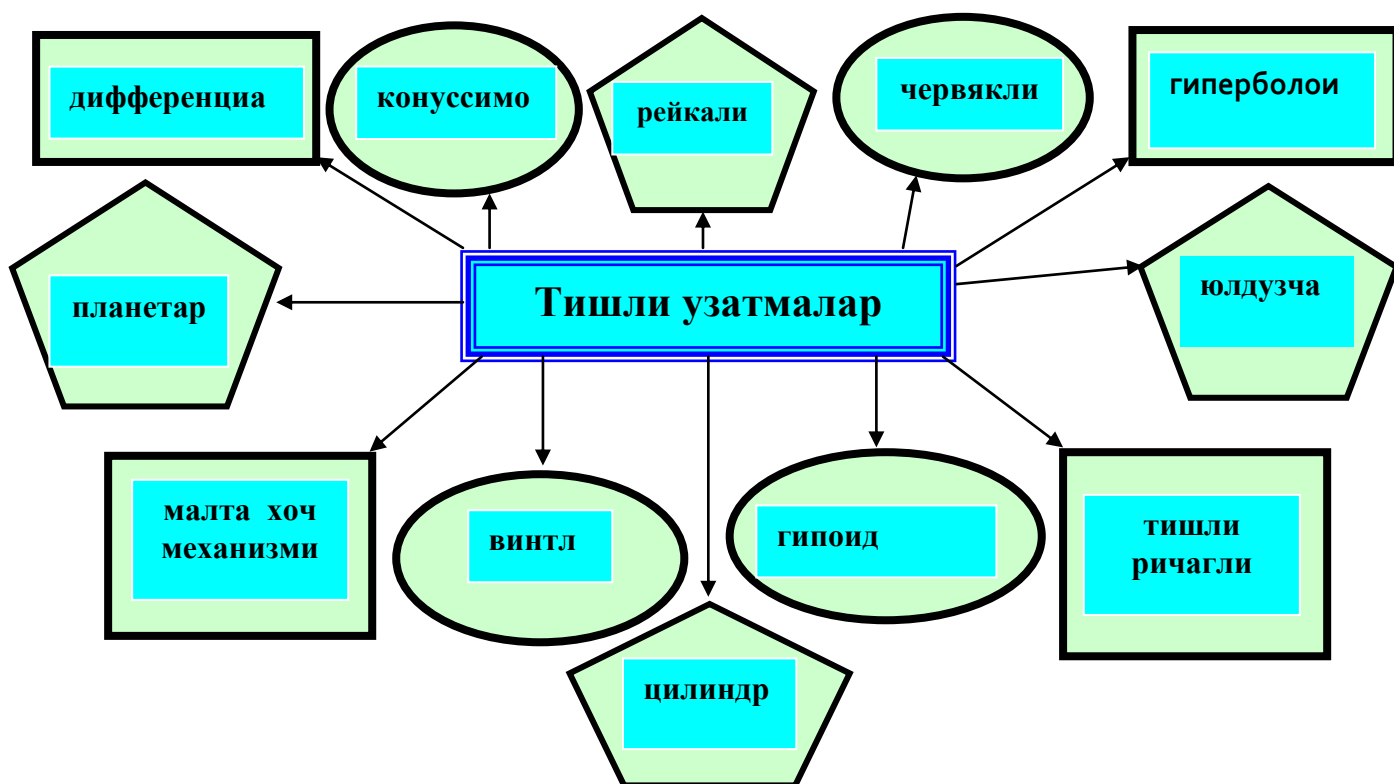 дифференциа
конуссимо
рейкали
червякли
гиперболои
планетар
Тишли узатмалар
юлдузча
малта хоч
механизми
винтл
гипоид
тишли
ричагли
цилиндр